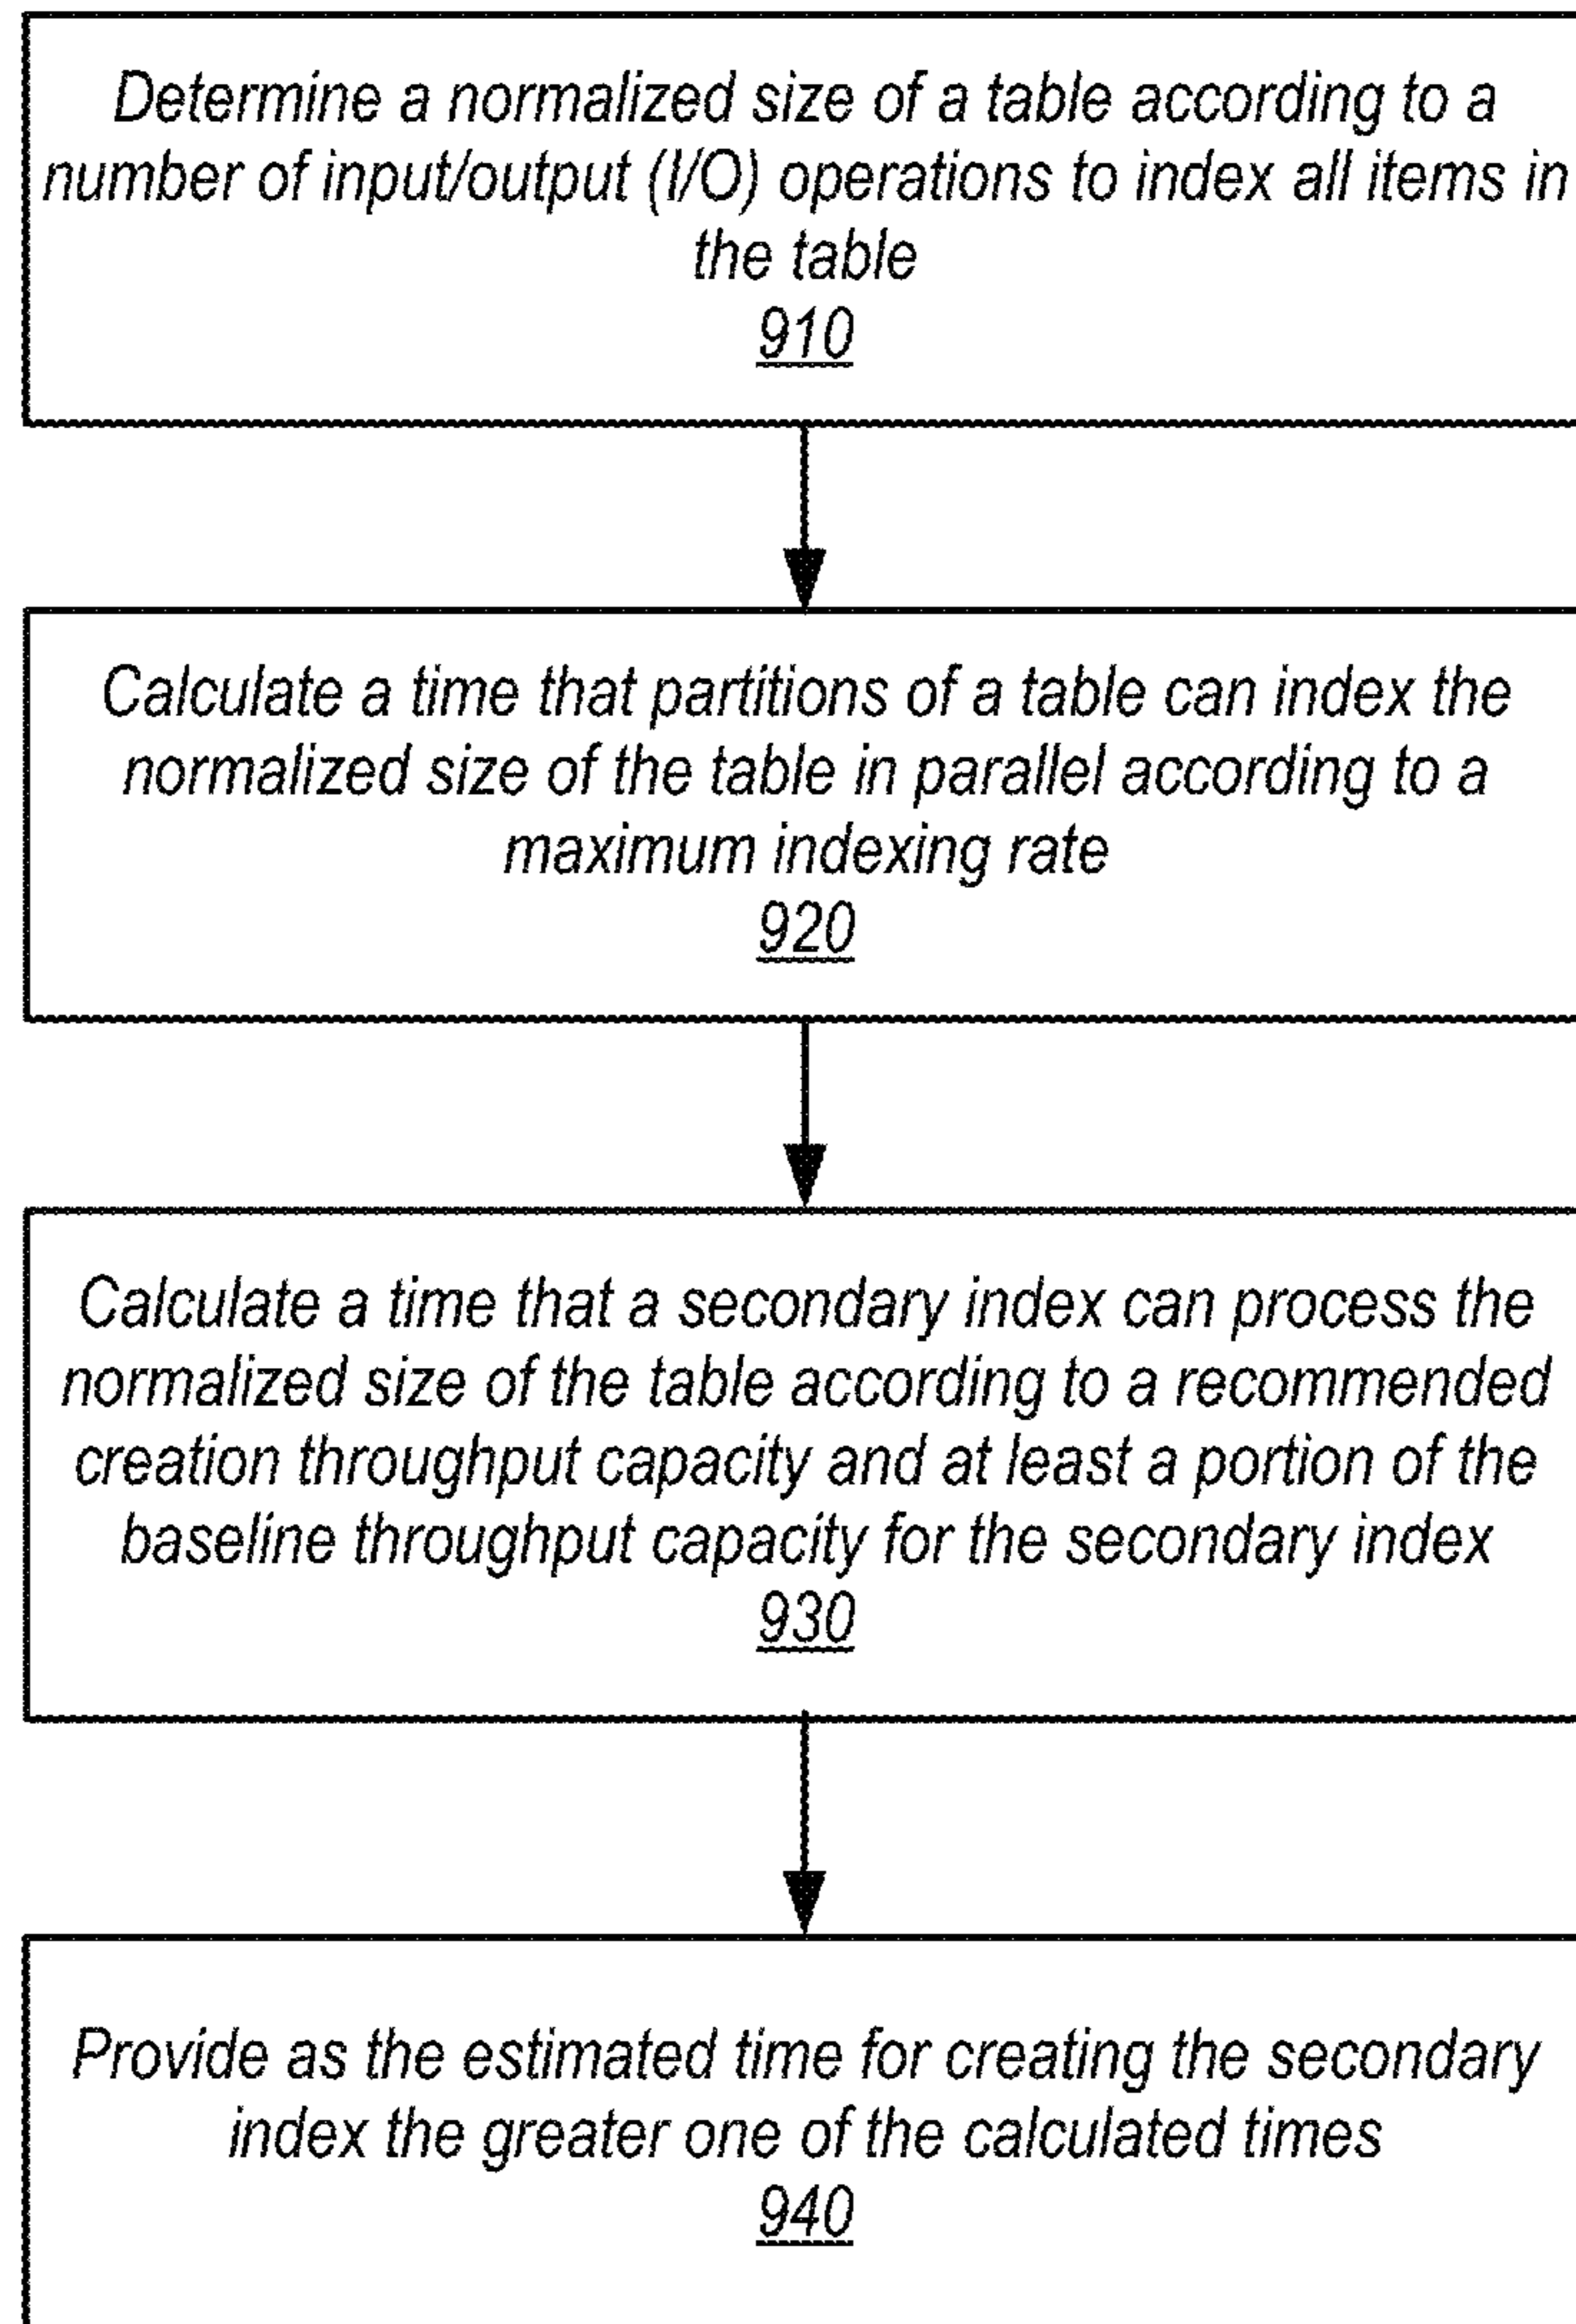 Determine a normalized size of a table according to a
number of input/output (I/O) operations to index all items in
the table
910
Calculate a time that partitions of a table can index the
normalized size of the table in parallel according to a
maximum indexing rate
920
Calculate a time that a secondary index can process the
normalized size of the table according to a recommended
creation throughput capacity and at least a portion of the
baseline throughput capacity for the secondary index
930
Provide as the estimated time for creating the secondary
index the greater one of the calculated times
940